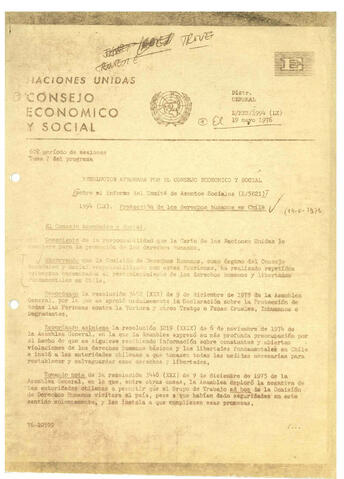 NACIONES UNIDAS
CONSEJO
ECONOMICO
Y SOCIAL
Distr.
GENERAL
E/RES/1994 (LX)
19 mayo 1976
60º período de sesiones
Tema 7 del programa
RESOLUCION APROBADA POR EL CONSEJO ECONOMICO Y SOCIAL
Sobre el informe del Comité de Asuntos Sociales (E/5821)
1994 (LX). Protección de los derechos humanos en Chile
El Consejo Económico y Social,
Consciente de la responsabilidad que la Carta de las Naciones Unidas le
confiere para la promoción de los derechos humanos,
Observando que la Comisión de Derechos Humanos, como órgano del Consejo
Económico y Social responsabilizado con estas funciones, ha realizado repetidos
esfuerzos encaminados al restablecimiento de los derechos humanos y libertades
fundamentales en Chile,
Recordando la resolución 3452 (XXX) de 9 de diciembre de 1975 de la Asamblea
General, por la que se aprobó unánimemente la Declaración sobre la Protección de
todas las Personas contra la Tortura y otros Tratos o Penas Crueles, Inhumanos o
Degradantes,
Recordando asimismo la resolución 3219 (XXIX) de 6 de noviembre de 1974 de
la Asamblea General, en la que la Asamblea expresó su más profunda preocupación por
el hecho de que se siguiera recibiendo información sobre constantes y abiertas
violaciones de los derechos humanos básicos y las libertades fundamentales en Chile
e instó a las autoridades chilenas a que tomasen todas las medidas necesarias para
restablecer y salvaguardar esos derechos y libertades,
Tomando nota de la resolución 3448 (XXX) de 9 de diciembre de 1975 de la
Asamblea General, en la que, entre otras cosas, la Asamblea deploró la negativa de
las autoridades chilenas a permitir que el Grupo de Trabajo ad hoc de la Comisión
de Derechos Humanos visitara el país, pese a que habían dado seguridades en este
sentido solemnemente, y las instó a que cumpliesen esas promesas,
76-10599
/...